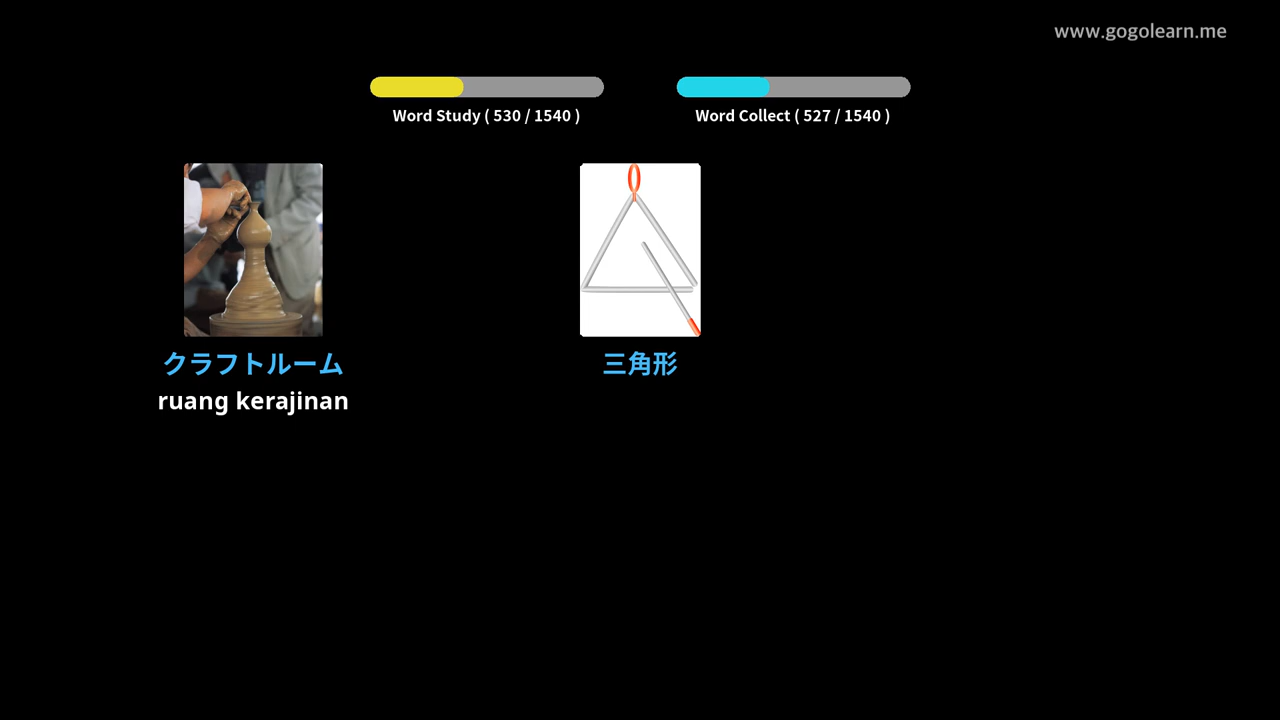 www.gogolearn.me
Word Study ( 530 / 1540 )
Word Collect ( 527 / 1540 )
クラフトルーム
ruang kerajinan
三角形